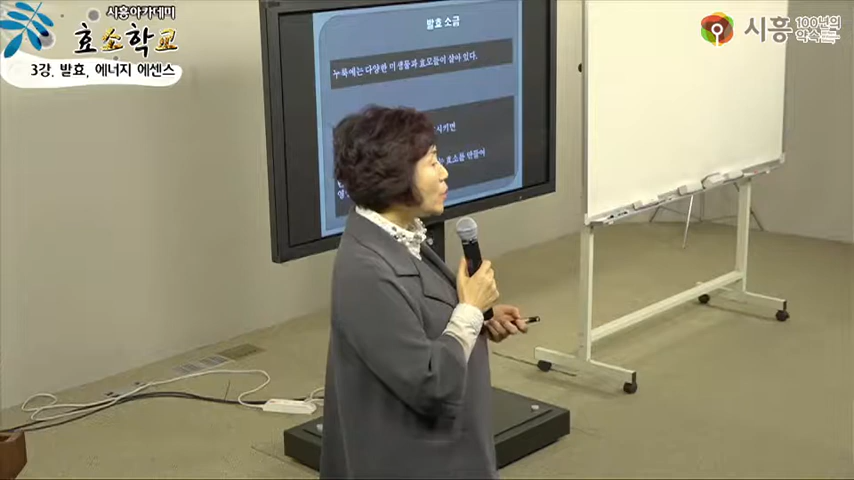 시흥아카데미
효소학교
3강. 발효, 에너지 에센스
시흥 100년의 약속
발효 소금
누룩에는 다양한 미생물과 효모들이 살아 있다.
시키면
는 효소를 만들어